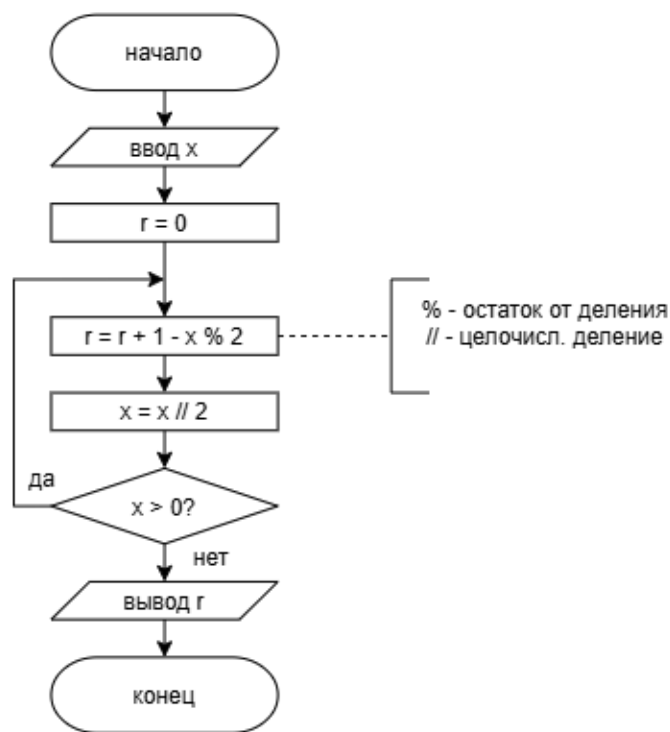 начало
ввод x
r = 0
r = r + 1 - x % 2
% - остаток от деления
// - целочисл. деление
x = x // 2
да
x > 0?
нет
вывод r
конец